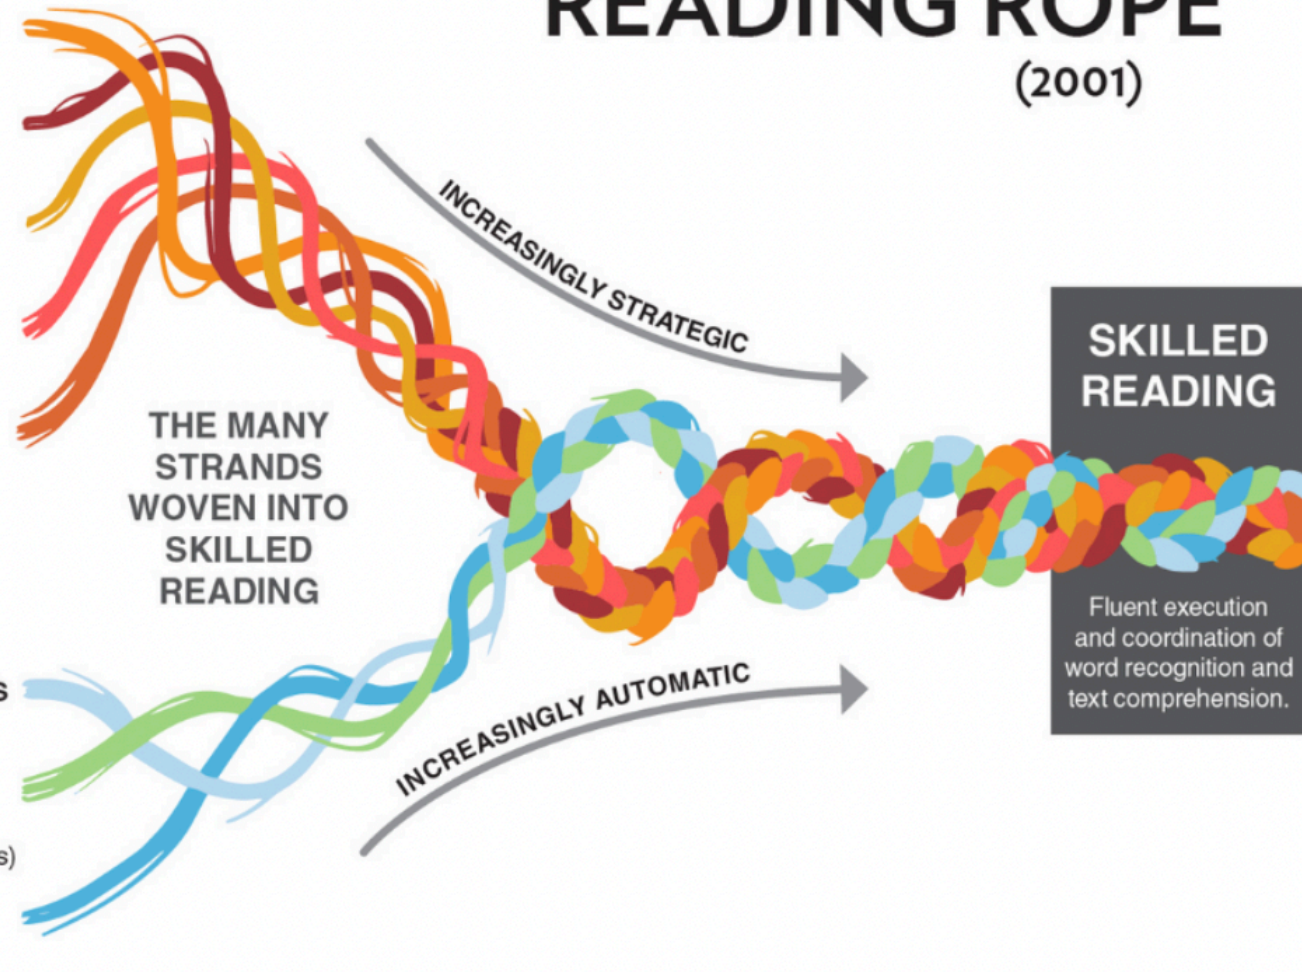 READING ROPE
(2001)
INCREASINGLY STRATEGIC
SKILLED
READING
THE MANY
STRANDS
WOVEN INTO
SKILLED
READING
Fluent execution
and coordination of
word recognition and
text comprehension.
INCREASINGLY AUTOMATIC
s
s)